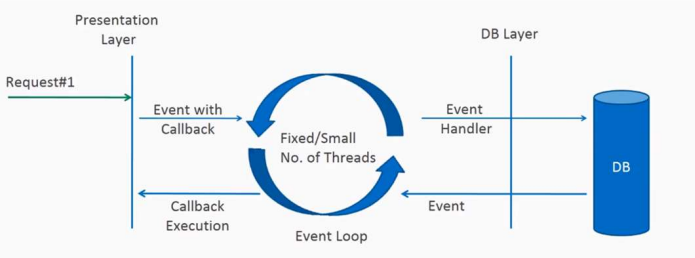 Presentation
Layer
DB Layer
Request#1
Event with
Callback
Event
Handler
Fixed/Small
No. of Threads
DB
Callback
Execution
Event
Event Loop